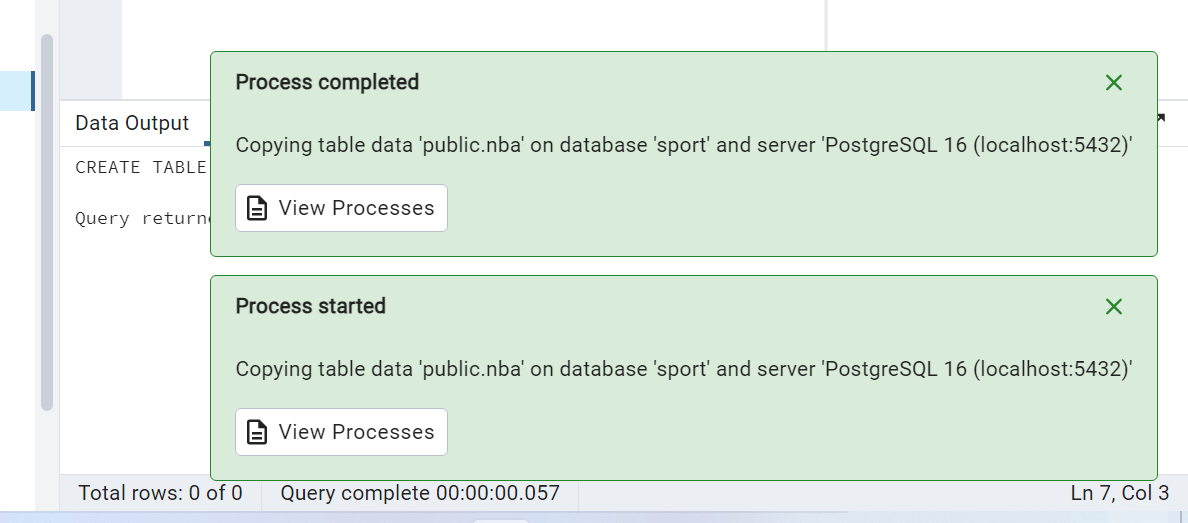 Process completed
Data Output
Copying table data 'public.nba' on database 'sport' and server 'PostgreSQL 16 (localhost:5432)'
CREATE TABLE
View Processes
Query return
Process started
Copying table data 'public.nba' on database 'sport' and server 'PostgreSQL 16 (localhost:5432)'
View Processes
Total rows: 0 of 0
Query complete 00:00:00.057
Ln 7, Col 3